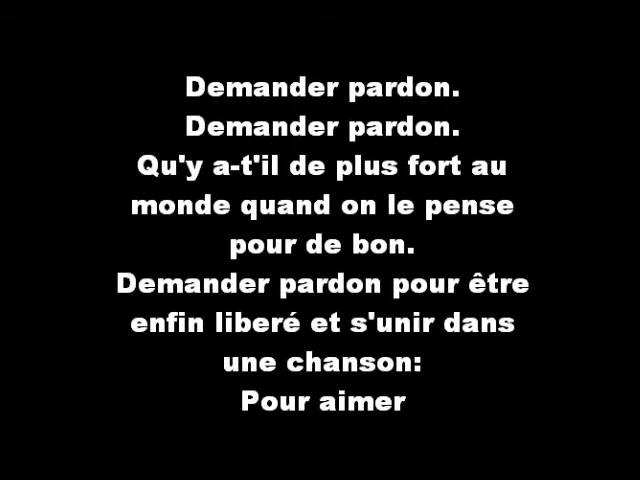 Demander pardon.
Demander pardon.
Qu'y a-t'il de plus fort au
monde quand on le pense
pour de bon.
Demander pardon pour être
enfin liberé et s'unir dans
une chanson:
Pour aimer